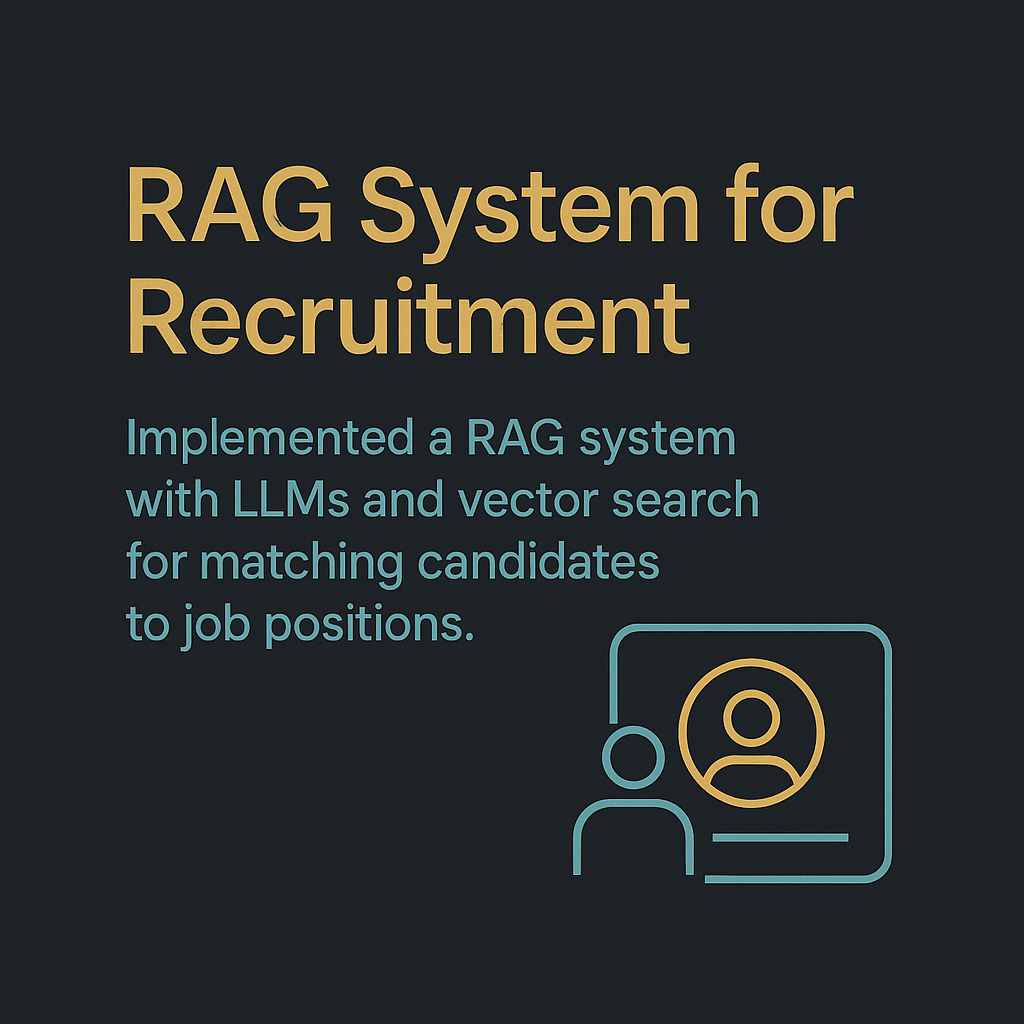 RAG System for
Recruitment
Implemented a RAG system
with LLMs and vector search
for matching candidates
to job positions.